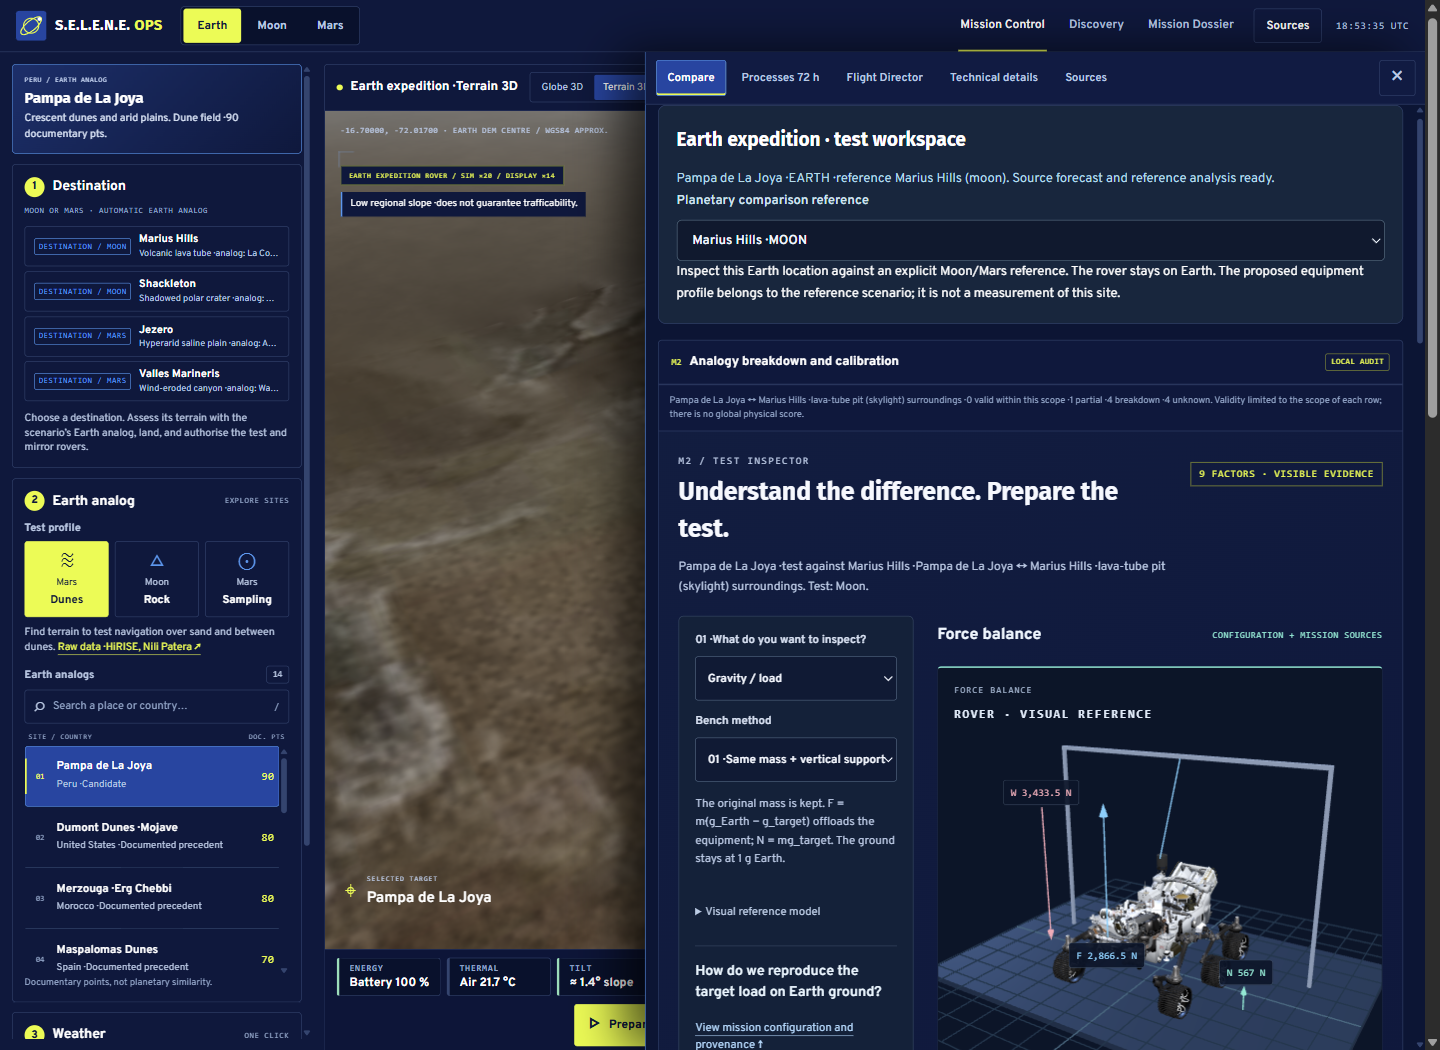 S.E.L.E.N.E. OPS
Earth
Moon
Mars
Mission Control
Discovery
Mission Dossier
Sources
18:53:35 UTC
PERU / EARTH ANALOG
Pampa de La Joya
Crescent dunes and arid plains. Dune field ·90
documentary pts.
1 Destination
MOON OR MARS · AUTOMATIC EARTH ANALOG
DESTINATION / MOON
Marius Hills
Volcanic lava tube ·analog: La Co...
DESTINATION / MOON
Shackleton
Shadowed polar crater ·analog: ...
DESTINATION / MARS
Jezero
Hyperarid saline plain ·analog: A...
DESTINATION / MARS
Valles Marineris
Wind-eroded canyon ·analog: Wa...
Choose a destination. Assess its terrain with the
scenario's Earth analog, land, and authorise the test and
mirror rovers.
2 Earth analog
EXPLORE SITES
Test profile
Mars
Dunes
Moon
Rock
Mars
Sampling
Find terrain to test navigation over sand and between
dunes. Raw data ·HiRISE, Nili Patera ↗
Earth analogs
14
Search a place or country...
/
SITE / COUNTRY
DOC. PTS
01
Pampa de La Joya
Peru ·Candidate
90
02
Dumont Dunes ·Mojave
United States ·Documented precedent
80
03
Merzouga ·Erg Chebbi
Morocco ·Documented precedent
80
04
Maspalomas Dunes
Spain ·Documented precedent
70
Documentary points, not planetary similarity.
3 Weather
ONE CLICK
Earth expedition ·Terrain 3D
Globe 3D
Terrain 3
-16.70000, -72.01700 · EARTH DEM CENTRE / WGS84 APPROX.
EARTH EXPEDITION ROVER / SIM ×20 / DISPLAY ×14
Low regional slope ·does not guarantee trafficability.
SELECTED TARGET
Pampa de La Joya
ENERGY
Battery 100 %
THERMAL
Air 21.7 °C
TILT
≈ 1.4° slope
Prepar
Compare
Processes 72 h
Flight Director
Technical details
Sources
×
Earth expedition · test workspace
Pampa de La Joya ·EARTH ·reference Marius Hills (moon). Source forecast and reference analysis ready.
Planetary comparison reference
Marius Hills ·MOON
Inspect this Earth location against an explicit Moon/Mars reference. The rover stays on Earth. The proposed equipment
profile belongs to the reference scenario; it is not a measurement of this site.
M2 Analogy breakdown and calibration
LOCAL AUDIT
Pampa de La Joya ↔ Marius Hills ·lava-tube pit (skylight) surroundings ·0 valid within this scope ·1 partial ·4 breakdown ·4 unknown. Validity limited to the scope of each row;
there is no global physical score.
M2 / TEST INSPECTOR
9 FACTORS · VISIBLE EVIDENCE
Understand the difference. Prepare the
test.
Pampa de La Joya ·test against Marius Hills ·Pampa de La Joya ↔ Marius Hills ·lava-tube pit
(skylight) surroundings. Test: Moon.
01 ·What do you want to inspect?
Gravity / load
Bench method
01 ·Same mass + vertical support
The original mass is kept. F =
m(g_Earth − g_target) offloads the
equipment; N = mg_target. The ground
stays at 1 g Earth.
▶ Visual reference model
How do we reproduce the
target load on Earth ground?
View mission configuration and
provenance ↑
Force balance
CONFIGURATION + MISSION SOURCES
FORCE BALANCE
ROVER · VISUAL REFERENCE
W 3,433.5 N
F 2,866.5 N
N 567 N